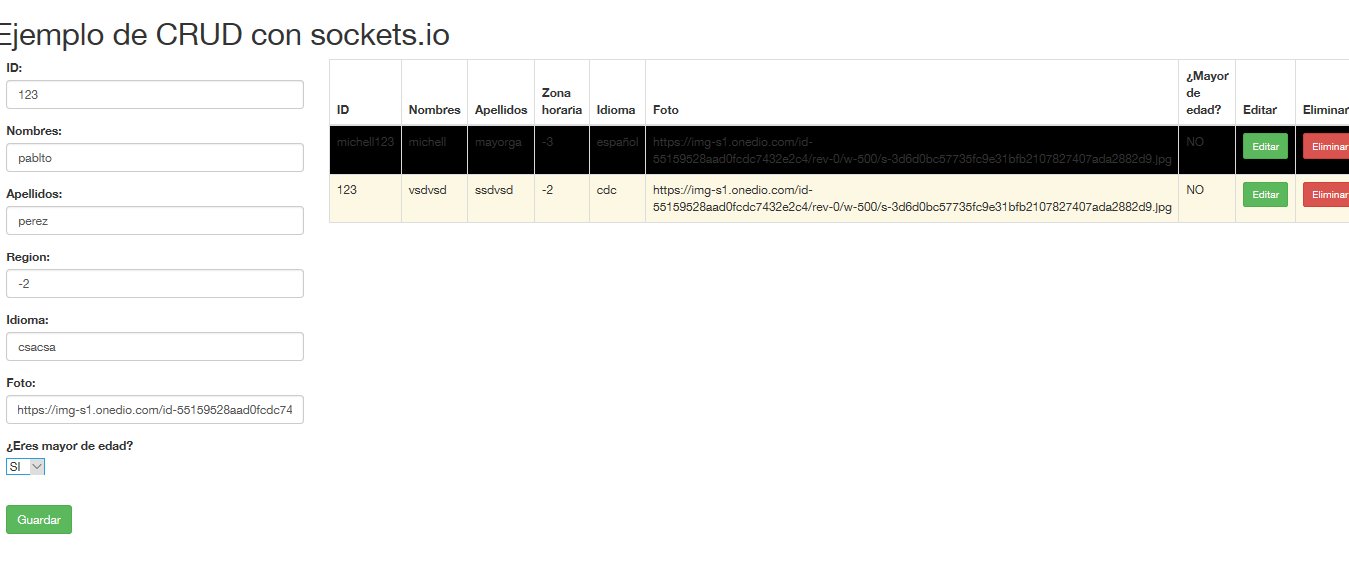 Ejemplo de CRUD con sockets.io
ID:
123
Nombres:
pablto
Apellidos:
perez
Region:
-2
Idioma:
csacsa
Foto:
https://img-s1.onedio.com/id-55159528aad0fcdc74
¿Eres mayor de edad?
SI
Guardar
ID Nombres Apellidos Zona horaria Idioma Foto ¿Mayor de edad? Editar Eliminar
michell123 michell mayorga -3 español https://img-s1.onedio.com/id-
55159528aad0fcdc7432e2c4/rev-0/w-500/s-3d6d0bc57735fc9e31bfb2107827407ada2882d9.jpg NO Editar Eliminar
123 vsdvsd ssdvsd -2 cdc https://img-s1.onedio.com/id-
55159528aad0fcdc7432e2c4/rev-0/w-500/s-3d6d0bc57735fc9e31bfb2107827407ada2882d9.jpg NO Editar Eliminar